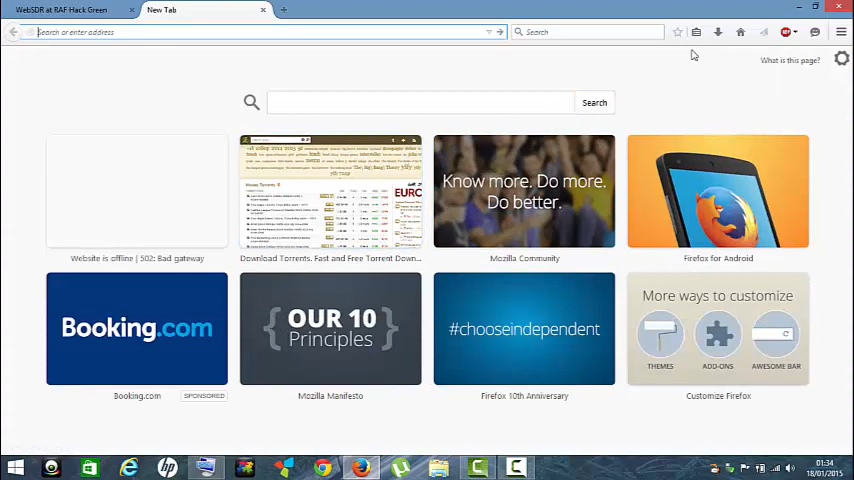 WebSDR at RAF Hack Green
New Tab
Search or enter address
Search
What is this page?
Search
Know more. Do more.
Do better.
Website is offline | 502: Bad gateway
Download Torrents. Fast and Free Torrent Down...
Mozilla Community
Firefox for Android
Booking.com
{ OUR 10 Principles }
#chooseindependent
More ways to customize
THEMES
ADD-ONS
AWESOME BAR
Booking.com
SPONSORED
Mozilla Manifesto
Firefox 10th Anniversary
Customize Firefox
01:34
18/01/2015